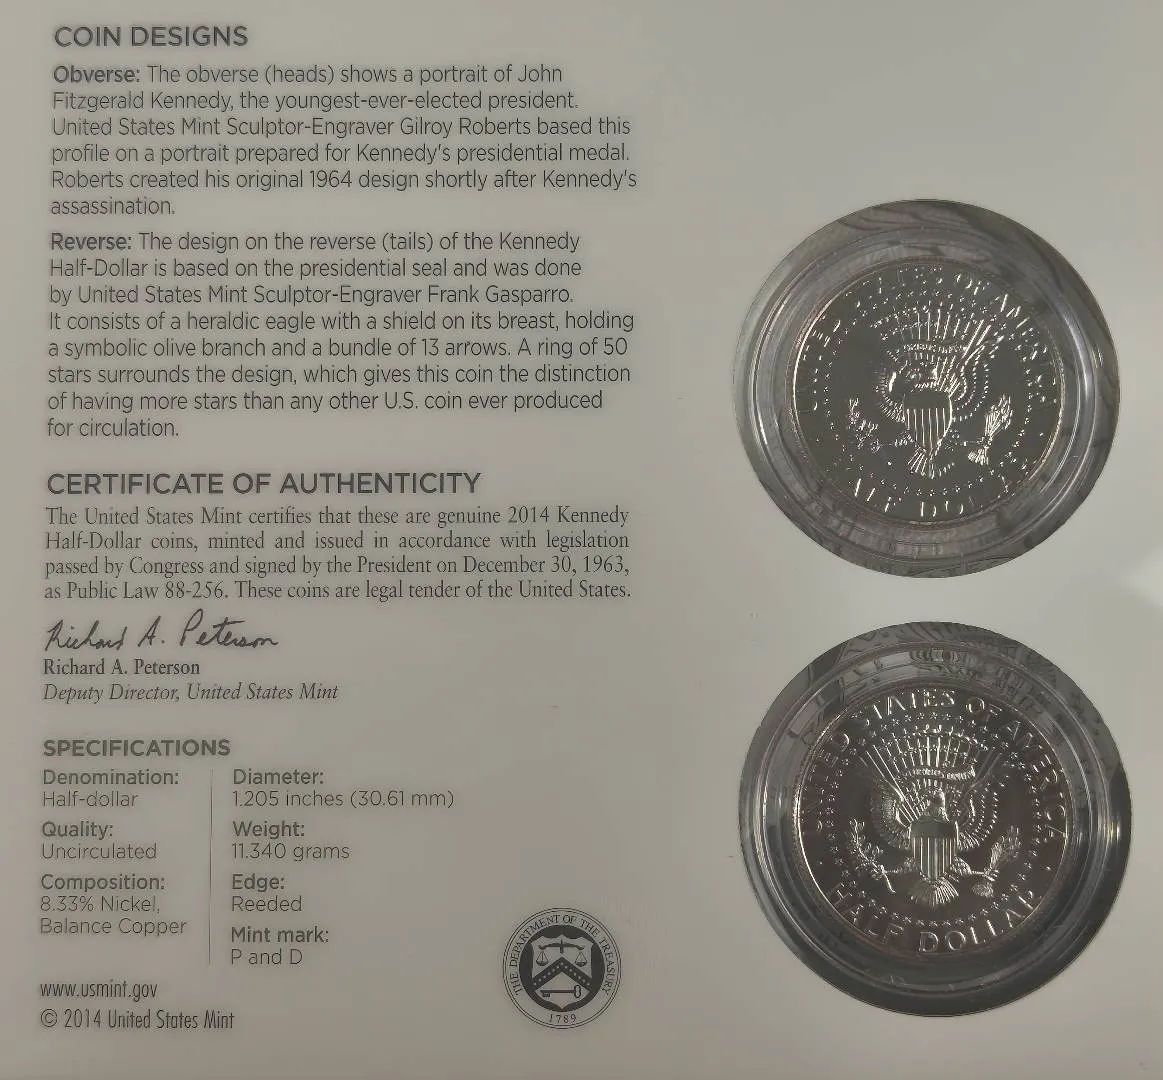 COIN DESIGNS
Obverse: The obverse (heads) shows a portrait of John
Fitzgerald Kennedy, the youngest-ever-elected president.
United States Mint Sculptor-Engraver Gilroy Roberts based this
profile on a portrait prepared for Kennedy's presidential medal.
Roberts created his original 1964 design shortly after Kennedy's
assassination.
Reverse: The design on the reverse (tails) of the Kennedy
Half-Dollar is based on the presidential seal and was done
by United States Mint Sculptor-Engraver Frank Gasparro.
It consists of a heraldic eagle with a shield on its breast, holding
a symbolic olive branch and a bundle of 13 arrows. A ring of 50
stars surrounds the design, which gives this coin the distinction
of having more stars than any other U.S. coin ever produced
for circulation.
CERTIFICATE OF AUTHENTICITY
The United States Mint certifies that these are genuine 2014 Kennedy
Half-Dollar coins, minted and issued in accordance with legislation
passed by Congress and signed by the President on December 30, 1963,
as Public Law 88-256. These coins are legal tender of the United States.
Richard A. Peterson
Richard A. Peterson
Deputy Director, United States Mint
SPECIFICATIONS
Denomination:
Half-dollar
Quality:
Uncirculated
Composition:
8.33% Nickel,
Balance Copper
Diameter:
1.205 inches (30.61 mm)
Weight:
11.340 grams
Edge:
Reeded
Mint mark:
P and D
www.usmint.gov
© 2014 United States Mint
THE DEPARTMENT OF THE TREASURY
1789
UNITED STATES OF AMERICA
HALF DOLLAR
UNITED STATES OF AMERICA
HALF DOLLAR